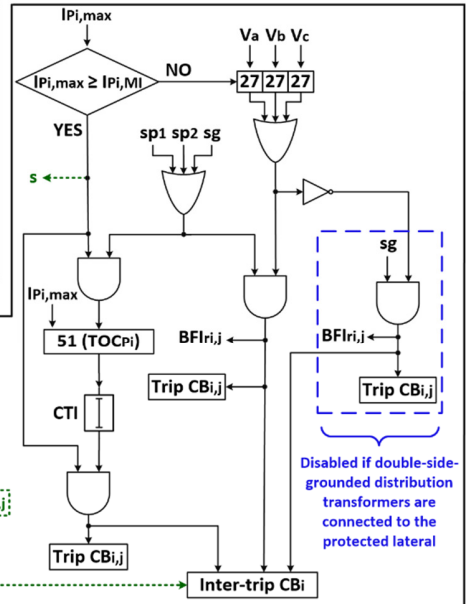 IPi,max
IPi,max ≥ IPi,MI
NO
YES
Va Vb Vc
27 27 27
sp1 sp2 sg
s
sg
IPi,max
51 (TOCPi)
BFIri,j
BFIri,j
Trip CBi,j
Trip CBi,j
CTI
Disabled if double-side-
grounded distribution
transformers are
connected to the
protected lateral
Trip CBi,j
Inter-trip CBi